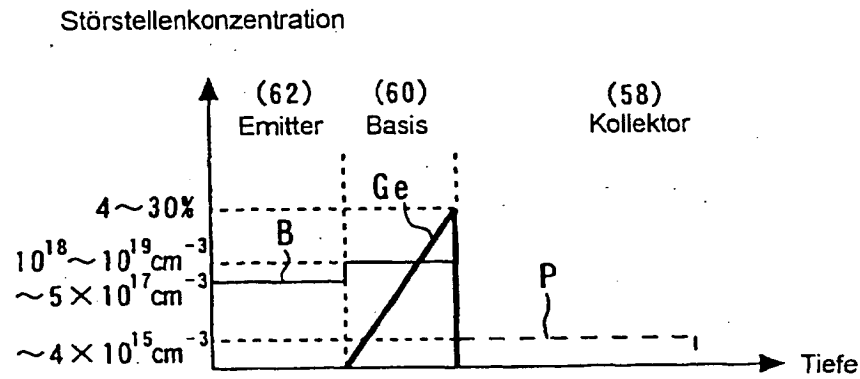 Störstellenkonzentration
(62) (60) (58)
Emitter Basis Kollektor
4~30%
Ge
B
10¹⁸~10¹⁹cm⁻³
~5×10¹⁷cm⁻³
P
~4×10¹⁵cm⁻³
Tiefe